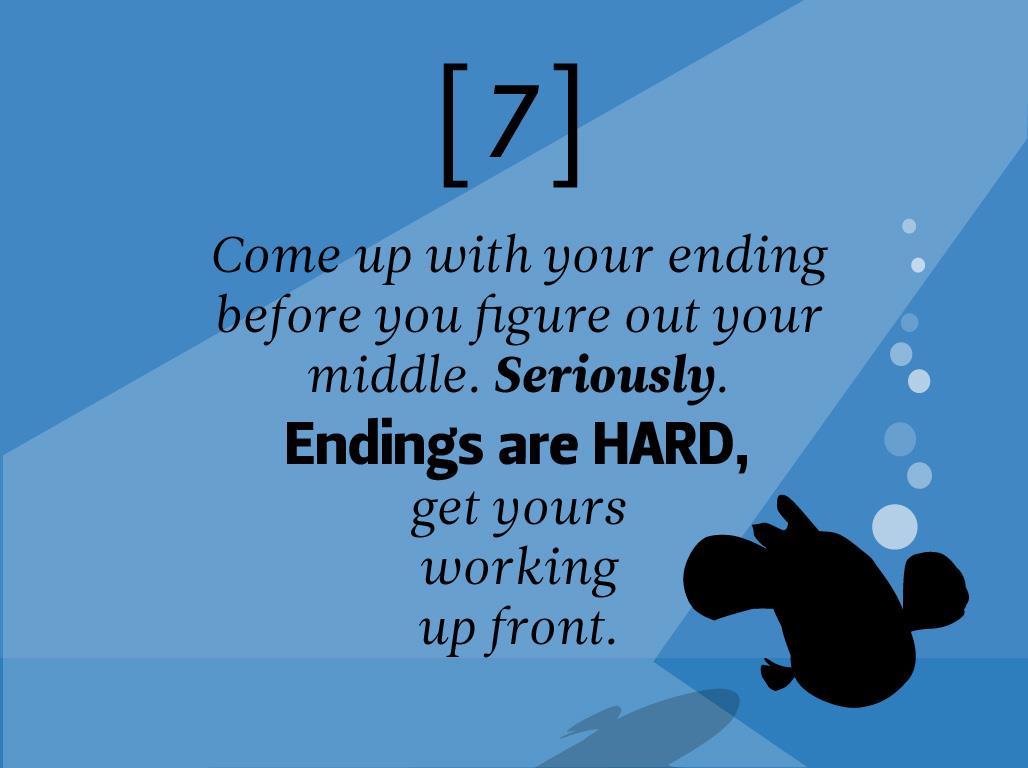 [7]
Come up with your ending
before you figure out your
middle. Seriously.
Endings are HARD,
get yours
working
up front.